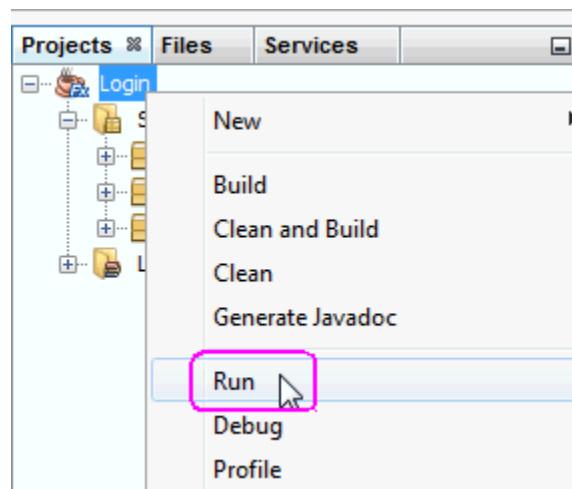 Projects Files Services
Login
S
New
Build
Clean and Build
Clean
L
Generate Javadoc
Run
Debug
Profile